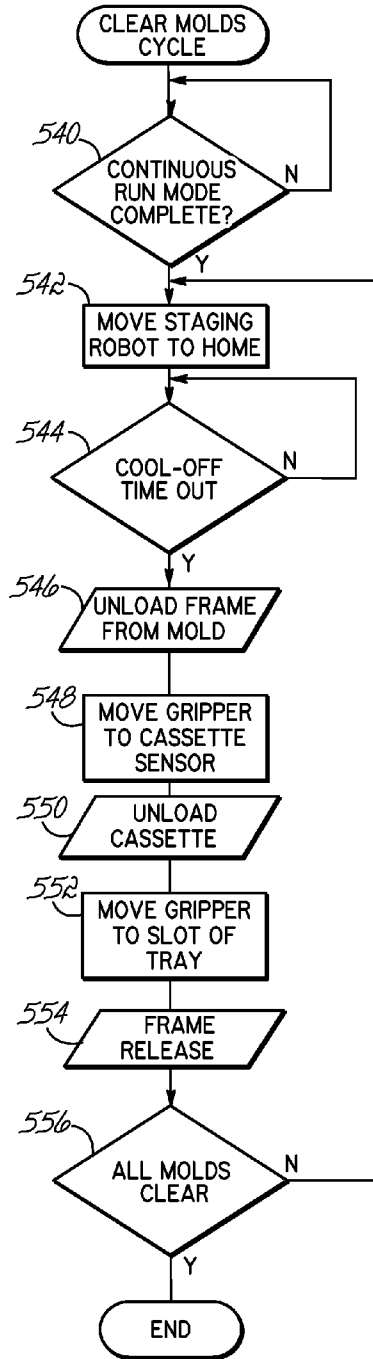 CLEAR MOLDS
CYCLE
540
CONTINUOUS
RUN MODE
COMPLETE?
N
Y
542
MOVE STAGING
ROBOT TO HOME
544
COOL-OFF
TIME OUT
N
Y
546
UNLOAD FRAME
FROM MOLD
548
MOVE GRIPPER
TO CASSETTE
SENSOR
550
UNLOAD
CASSETTE
552
MOVE GRIPPER
TO SLOT OF
TRAY
554
FRAME
RELEASE
556
ALL MOLDS
CLEAR
N
Y
END